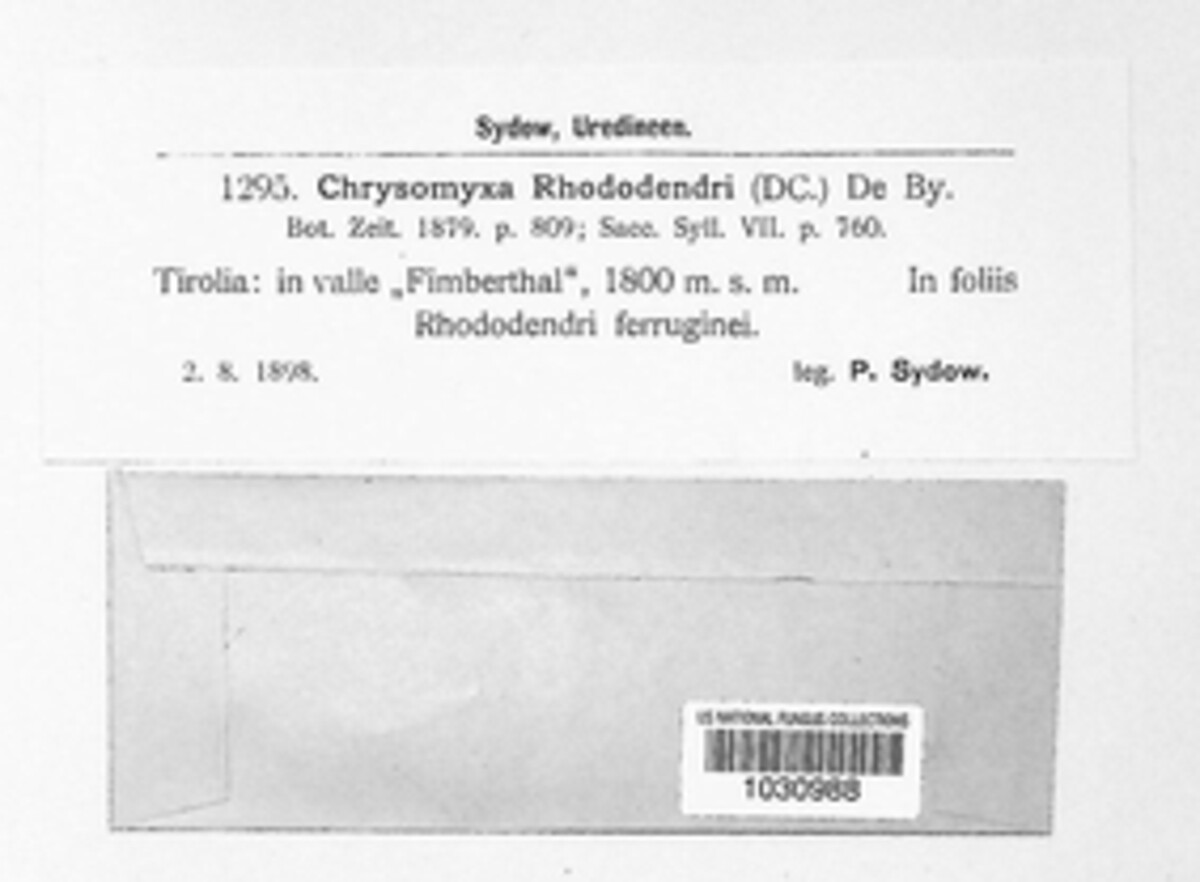 Sydow, Uredineen.
1295. Chrysomyxa Rhododendri (DC.) De By.
Bot. Zeit. 1879. p. 809; Sacc. Syll. VII. p. 760.
Tirolia: in valle „Fimberthal“, 1800 m. s. m. In foliis
Rhododendri ferruginei.
2. 8. 1898. leg. P. Sydow.
US NATIONAL FUNGUS COLLECTIONS
1030988